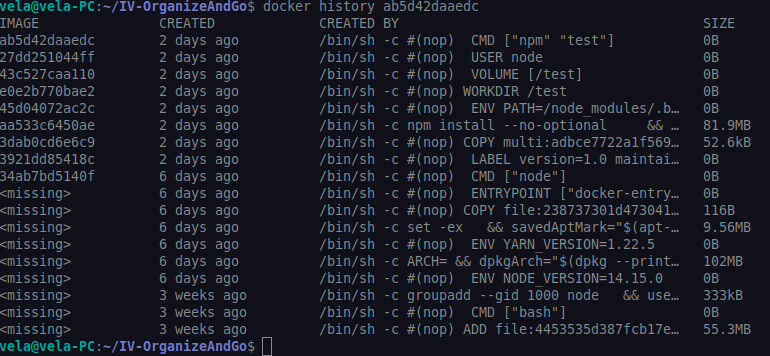 vela@vela-PC:~/IV-OrganizeAndGo$ docker history ab5d42daaedc
IMAGE CREATED CREATED BY SIZE
ab5d42daaedc 2 days ago /bin/sh -c #(nop) CMD ["npm" "test"] 0B
27dd251044ff 2 days ago /bin/sh -c #(nop) USER node 0B
43c527caa110 2 days ago /bin/sh -c #(nop) VOLUME [/test] 0B
e0e2b770bae2 2 days ago /bin/sh -c #(nop) WORKDIR /test 0B
45d04072ac2c 2 days ago /bin/sh -c #(nop) ENV PATH=/node_modules/.b… 0B
aa533c6450ae 2 days ago /bin/sh -c npm install --no-optional && … 81.9MB
3dab0cd6e6c9 2 days ago /bin/sh -c #(nop) COPY multi:adbce7722a1f569… 52.6kB
3921dd85418c 2 days ago /bin/sh -c #(nop) LABEL version=1.0 maintai… 0B
34ab7bd5140f 6 days ago /bin/sh -c #(nop) CMD ["node"] 0B
<missing> 6 days ago /bin/sh -c #(nop) ENTRYPOINT ["docker-entry… 0B
<missing> 6 days ago /bin/sh -c #(nop) COPY file:238737301d473041… 116B
<missing> 6 days ago /bin/sh -c set -ex && savedAptMark="$(apt-… 9.56MB
<missing> 6 days ago /bin/sh -c #(nop) ENV YARN_VERSION=1.22.5 0B
<missing> 6 days ago /bin/sh -c ARCH= && dpkgArch="$(dpkg --print… 102MB
<missing> 6 days ago /bin/sh -c #(nop) ENV NODE_VERSION=14.15.0 0B
<missing> 3 weeks ago /bin/sh -c groupadd --gid 1000 node && use… 333kB
<missing> 3 weeks ago /bin/sh -c #(nop) CMD ["bash"] 0B
<missing> 3 weeks ago /bin/sh -c #(nop) ADD file:4453535d387fcb17e… 55.3MB
vela@vela-PC:~/IV-OrganizeAndGo$